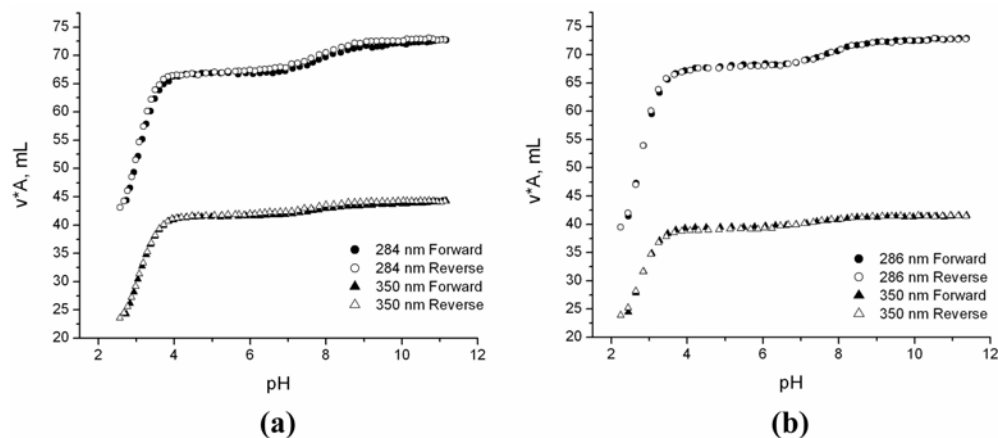 75
70
65
60
55
50
45
40
35
30
25
20
v*A, mL
284 nm Forward
284 nm Reverse
350 nm Forward
350 nm Reverse
2 4 6 8 10 12
pH
(a)
75
70
65
60
55
50
45
40
35
30
25
20
v*A, mL
286 nm Forward
286 nm Reverse
350 nm Forward
350 nm Reverse
2 4 6 8 10 12
pH
(b)